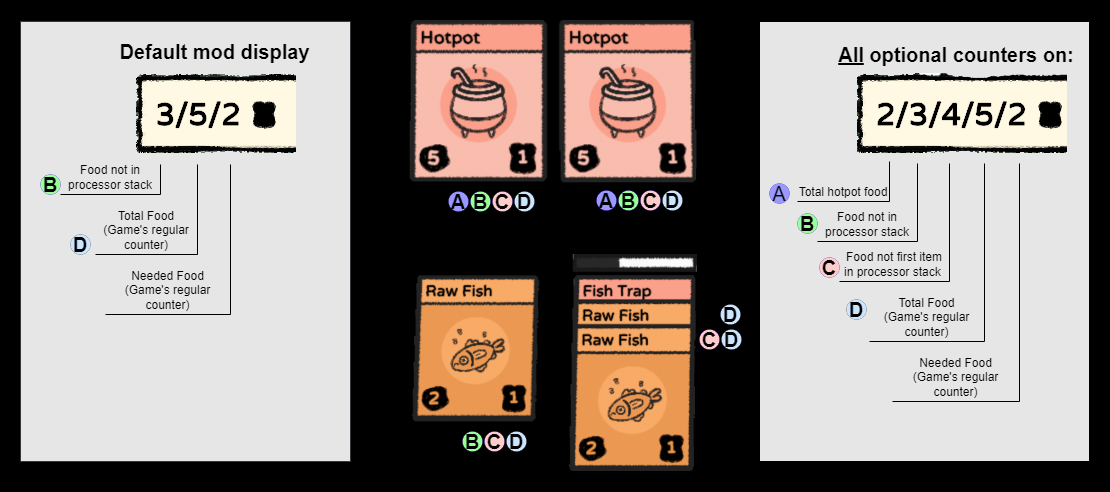 Default mod display
3/5/2
B
Food not in
processor stack
D
Total Food
(Game's regular
counter)
Needed Food
(Game's regular
counter)
Hotpot
5
1
A B C D
Hotpot
5
1
A B C D
Raw Fish
2
1
B C D
Fish Trap
Raw Fish
D
Raw Fish
C D
2
1
All optional counters on:
2/3/4/5/2
A
Total hotpot food
B
Food not in
processor stack
C
Food not first item
in processor stack
D
Total Food
(Game's regular
counter)
Needed Food
(Game's regular
counter)